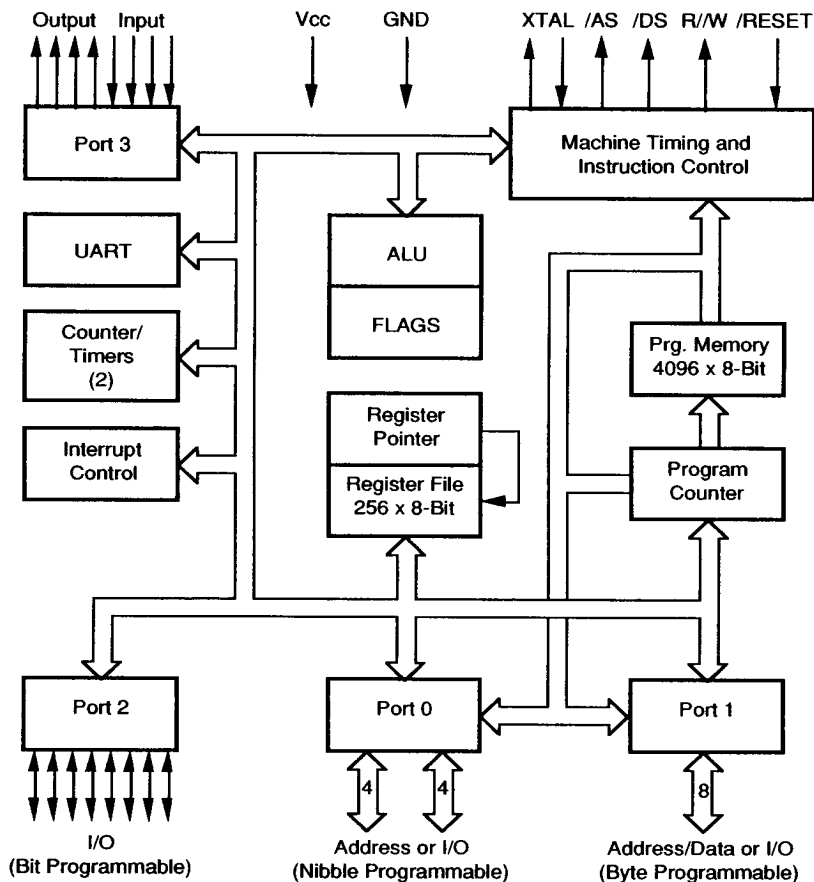 Output Input Vcc GND XTAL /AS /DS R//W /RESET
Port 3
Machine Timing and
Instruction Control
UART
ALU
FLAGS
Counter/
Timers
(2)
Prg. Memory
4096 x 8-Bit
Register
Pointer
Interrupt
Control
Register File
256 x 8-Bit
Program
Counter
Port 2
Port 0
Port 1
4
4
8
I/O
(Bit Programmable)
Address or I/O
(Nibble Programmable)
Address/Data or I/O
(Byte Programmable)